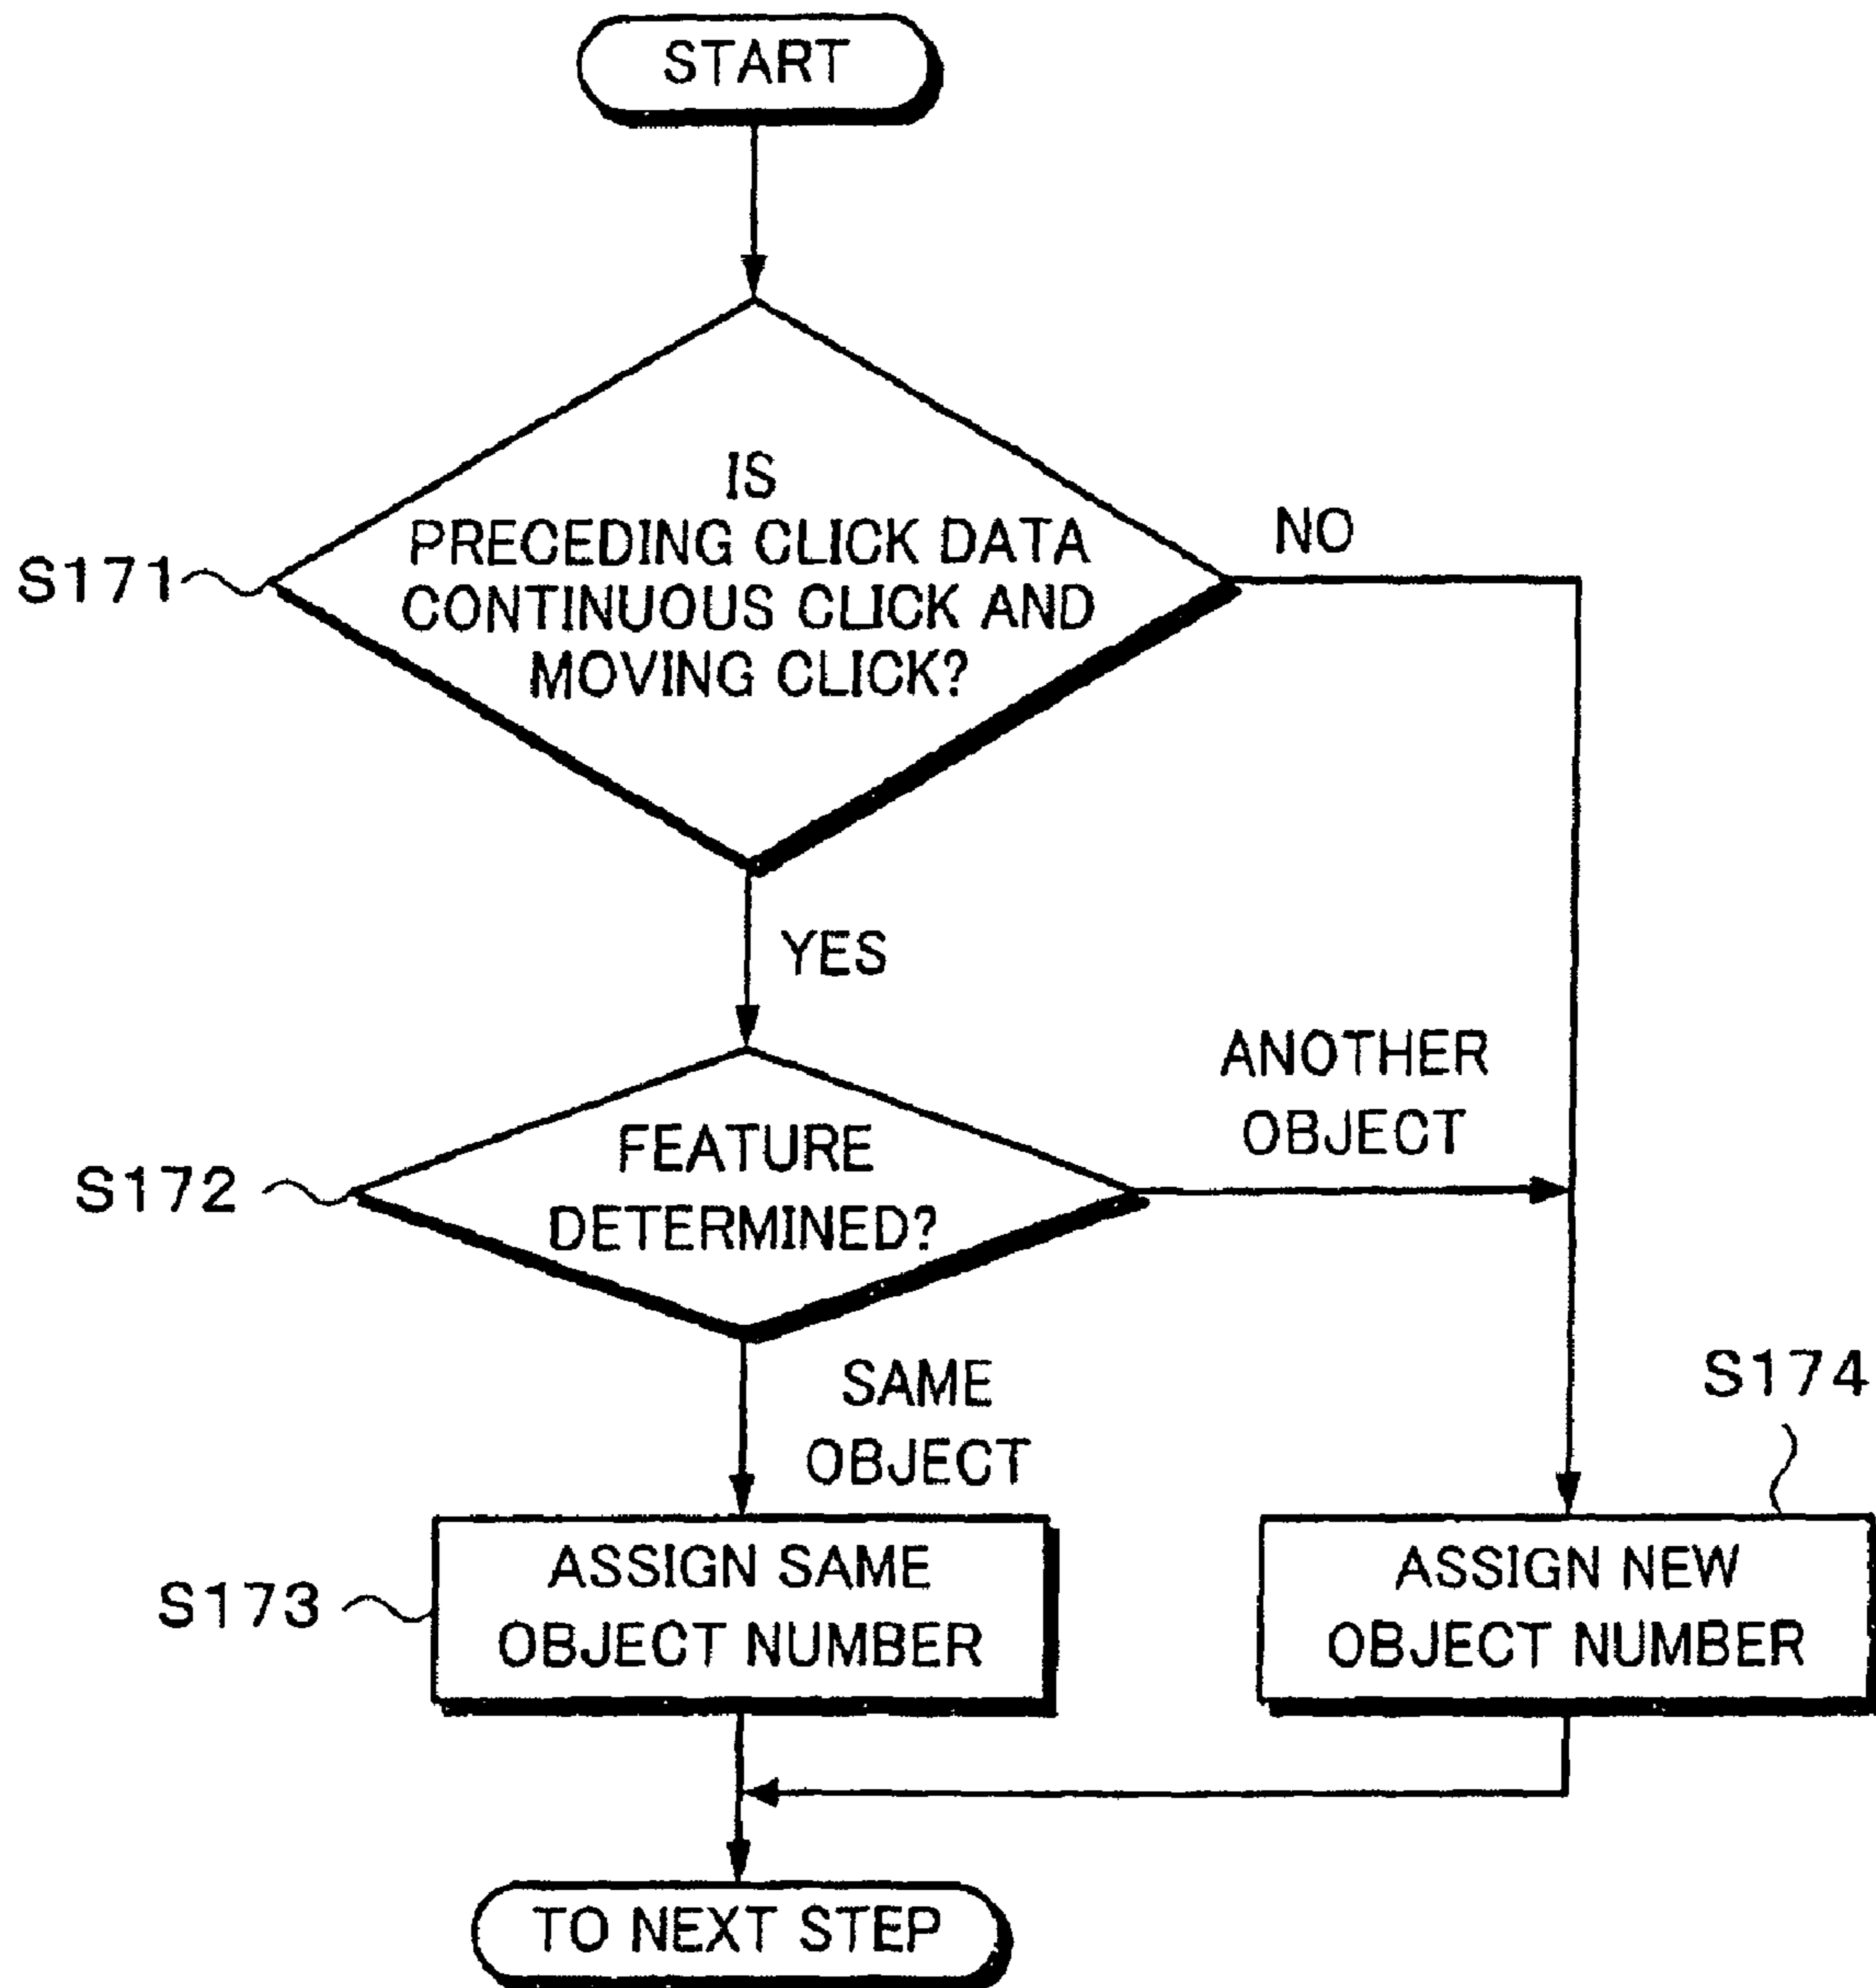 START
IS
PRECEDING CLICK DATA
CONTINUOUS CLICK AND
MOVING CLICK?
NO
S171
YES
ANOTHER
OBJECT
FEATURE
DETERMINED?
S172
SAME
OBJECT
S174
ASSIGN SAME
OBJECT NUMBER
S173
ASSIGN NEW
OBJECT NUMBER
TO NEXT STEP